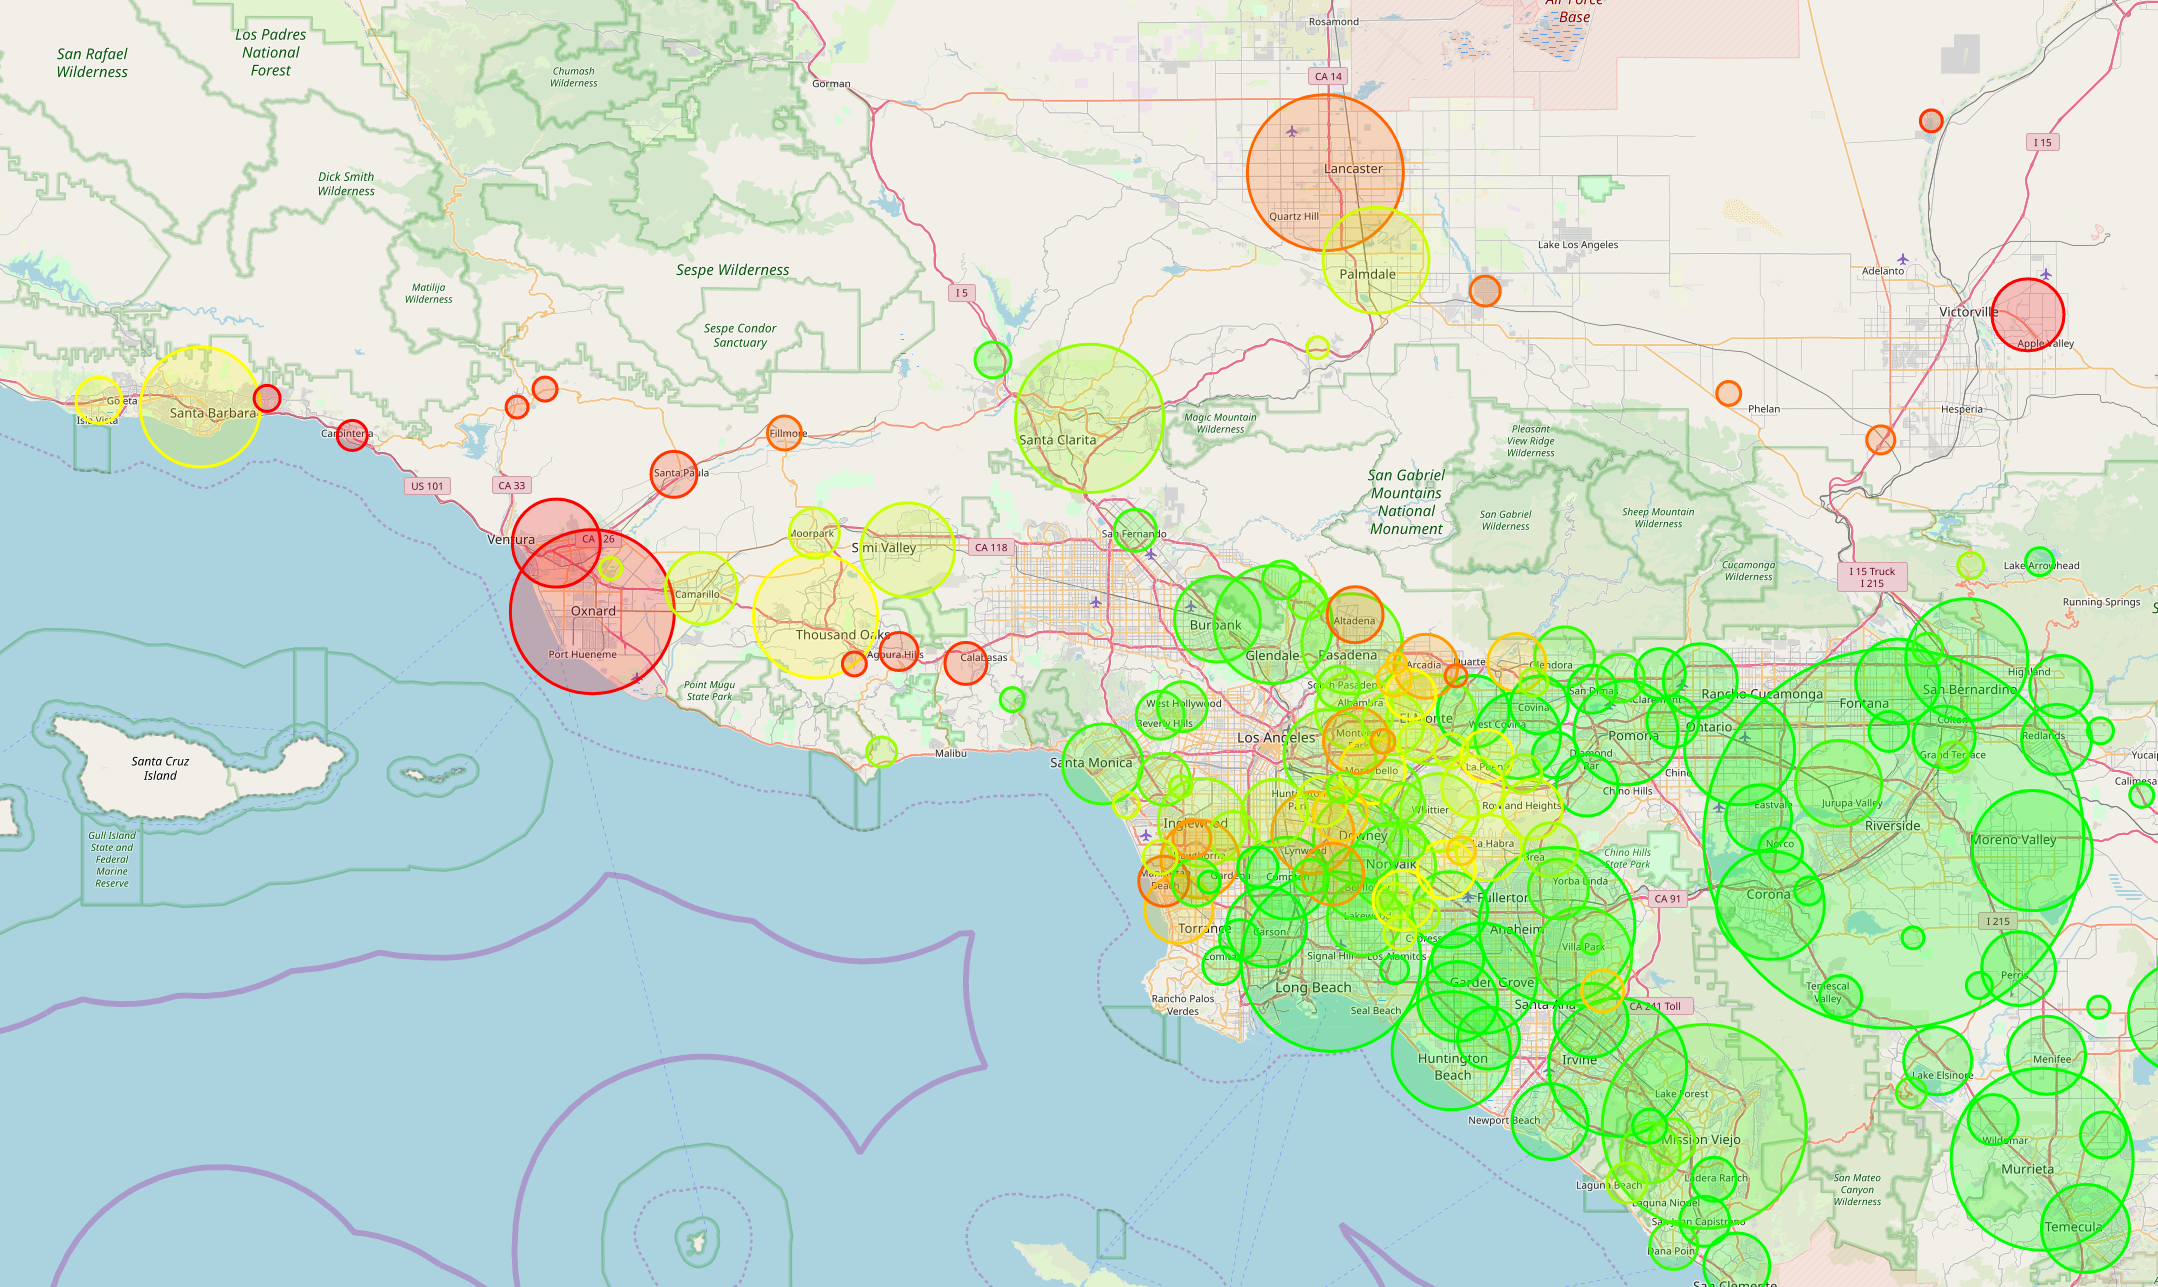 San Rafael
Wilderness
Los Padres
National
Forest
Chumash
Wilderness
Gorman
Rosamond
Air Force
Base
CA 14
I 15
Dick Smith
Wilderness
Lancaster
Quartz Hill
Palmdale
Lake Los Angeles
Adelanto
Matilija
Wilderness
Sespe Wilderness
I 5
Sespe Condor
Sanctuary
Victorville
Apple Valley
Goleta
Isla Vista
Santa Barbara
Carpinteria
Fillmore
Santa Clarita
Magic Mountain
Wilderness
Pleasant
View Ridge
Wilderness
Phelan
Hesperia
US 101
CA 33
Santa Paula
San Gabriel
Mountains
National
Monument
San Gabriel
Wilderness
Sheep Mountain
Wilderness
Ventura
CA 126
Moorpark
Simi Valley
CA 118
San Fernando
Cucamonga
Wilderness
I 15 Truck
I 215
Lake Arrowhead
Running Springs
Camarillo
Oxnard
Port Hueneme
Thousand Oaks
Agoura Hills
Calabasas
Point Mugu
State Park
Burbank
Glendale
Altadena
Pasadena
Arcadia
Duarte
Glendora
South Pasadena
Alhambra
El Monte
San Dimas
Claremont
Covina
West Covina
Rancho Cucamonga
Ontario
Fontana
San Bernardino
Highland
Colton
Grand Terrace
Redlands
Yucaipa
Calimesa
West Hollywood
Beverly Hills
Los Angeles
Monterey
Park
Montebello
La Puente
Diamond
Bar
Pomona
Chino
Chino Hills
Santa Monica
Malibu
Santa Cruz
Island
Gull Island
State and
Federal
Marine
Reserve
Inglewood
Huntington
Park
Whittier
Rowland Heights
Downey
Lynwood
Hawthorne
Manhattan
Beach
Gardena
Compton
Norwalk
Bellflower
La Habra
Brea
Yorba Linda
Chino Hills
State Park
Eastvale
Jurupa Valley
Norco
Riverside
Moreno Valley
Corona
CA 91
I 215
Torrance
Carson
Lakewood
Cypress
Fullerton
Anaheim
Villa Park
Lomita
Signal Hill
Los Alamitos
Long Beach
Garden Grove
Santa Ana
CA 241 Toll
Rancho Palos
Verdes
Seal Beach
Temescal
Valley
Perris
Huntington
Beach
Irvine
Newport Beach
Lake Forest
Mission Viejo
Lake Elsinore
Menifee
Wildomar
Murrieta
Temecula
Laguna Beach
Ladera Ranch
Laguna Niguel
San Juan Capistrano
Dana Point
San Clemente
San Mateo
Canyon
Wilderness